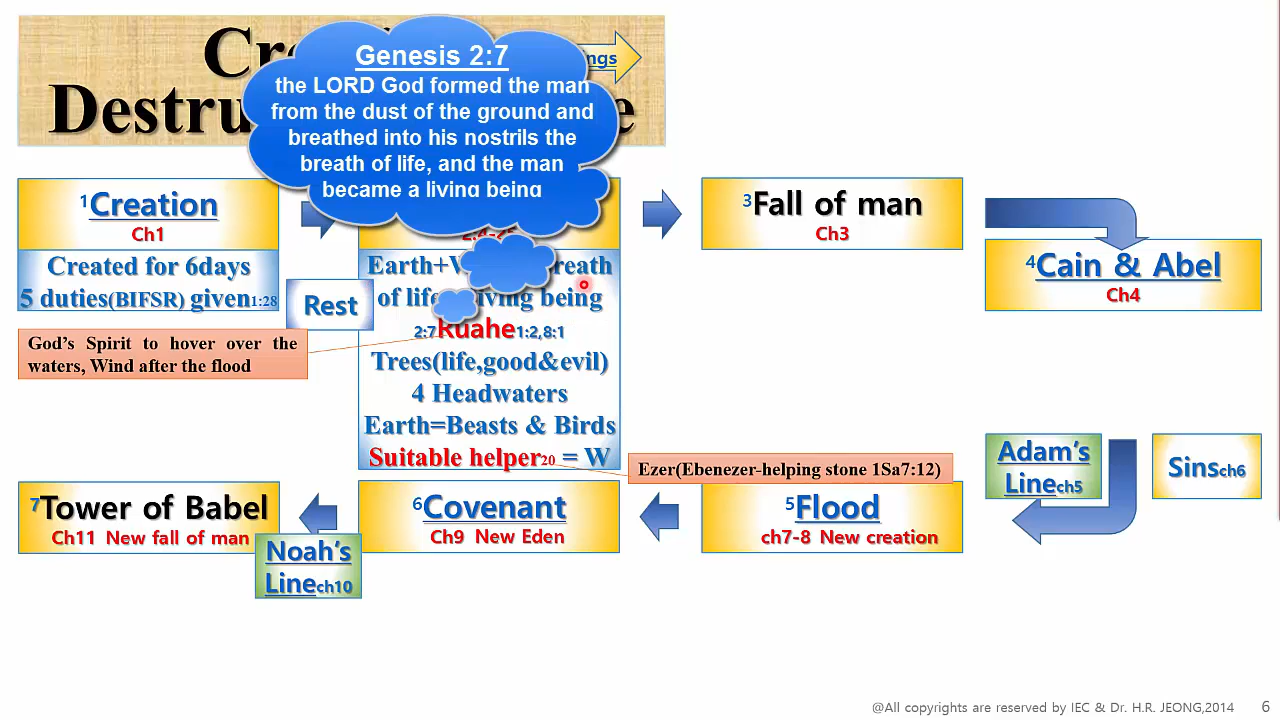 Cr
Destru e
ngs
Genesis 2:7
the LORD God formed the man
from the dust of the ground and
breathed into his nostrils the
breath of life, and the man
became a living being
1Creation
Ch1
Created for 6days
5 duties(BIFSR) given1:28
Rest
God's Spirit to hover over the
waters, Wind after the flood
Earth+ reath
of life living being
2:7Ruahe1:2,8:1
Trees(life,good&evil)
4 Headwaters
Earth=Beasts & Birds
Suitable helper20 = W
Ezer(Ebenezer-helping stone 1Sa7:12)
3Fall of man
Ch3
4Cain & Abel
Ch4
Adam's
Linech5
Sinsch6
5Flood
ch7-8 New creation
6Covenant
Ch9 New Eden
7Tower of Babel
Ch11 New fall of man
Noah's
Linech10
@All copyrights are reserved by IEC & Dr. H.R. JEONG,2014
6